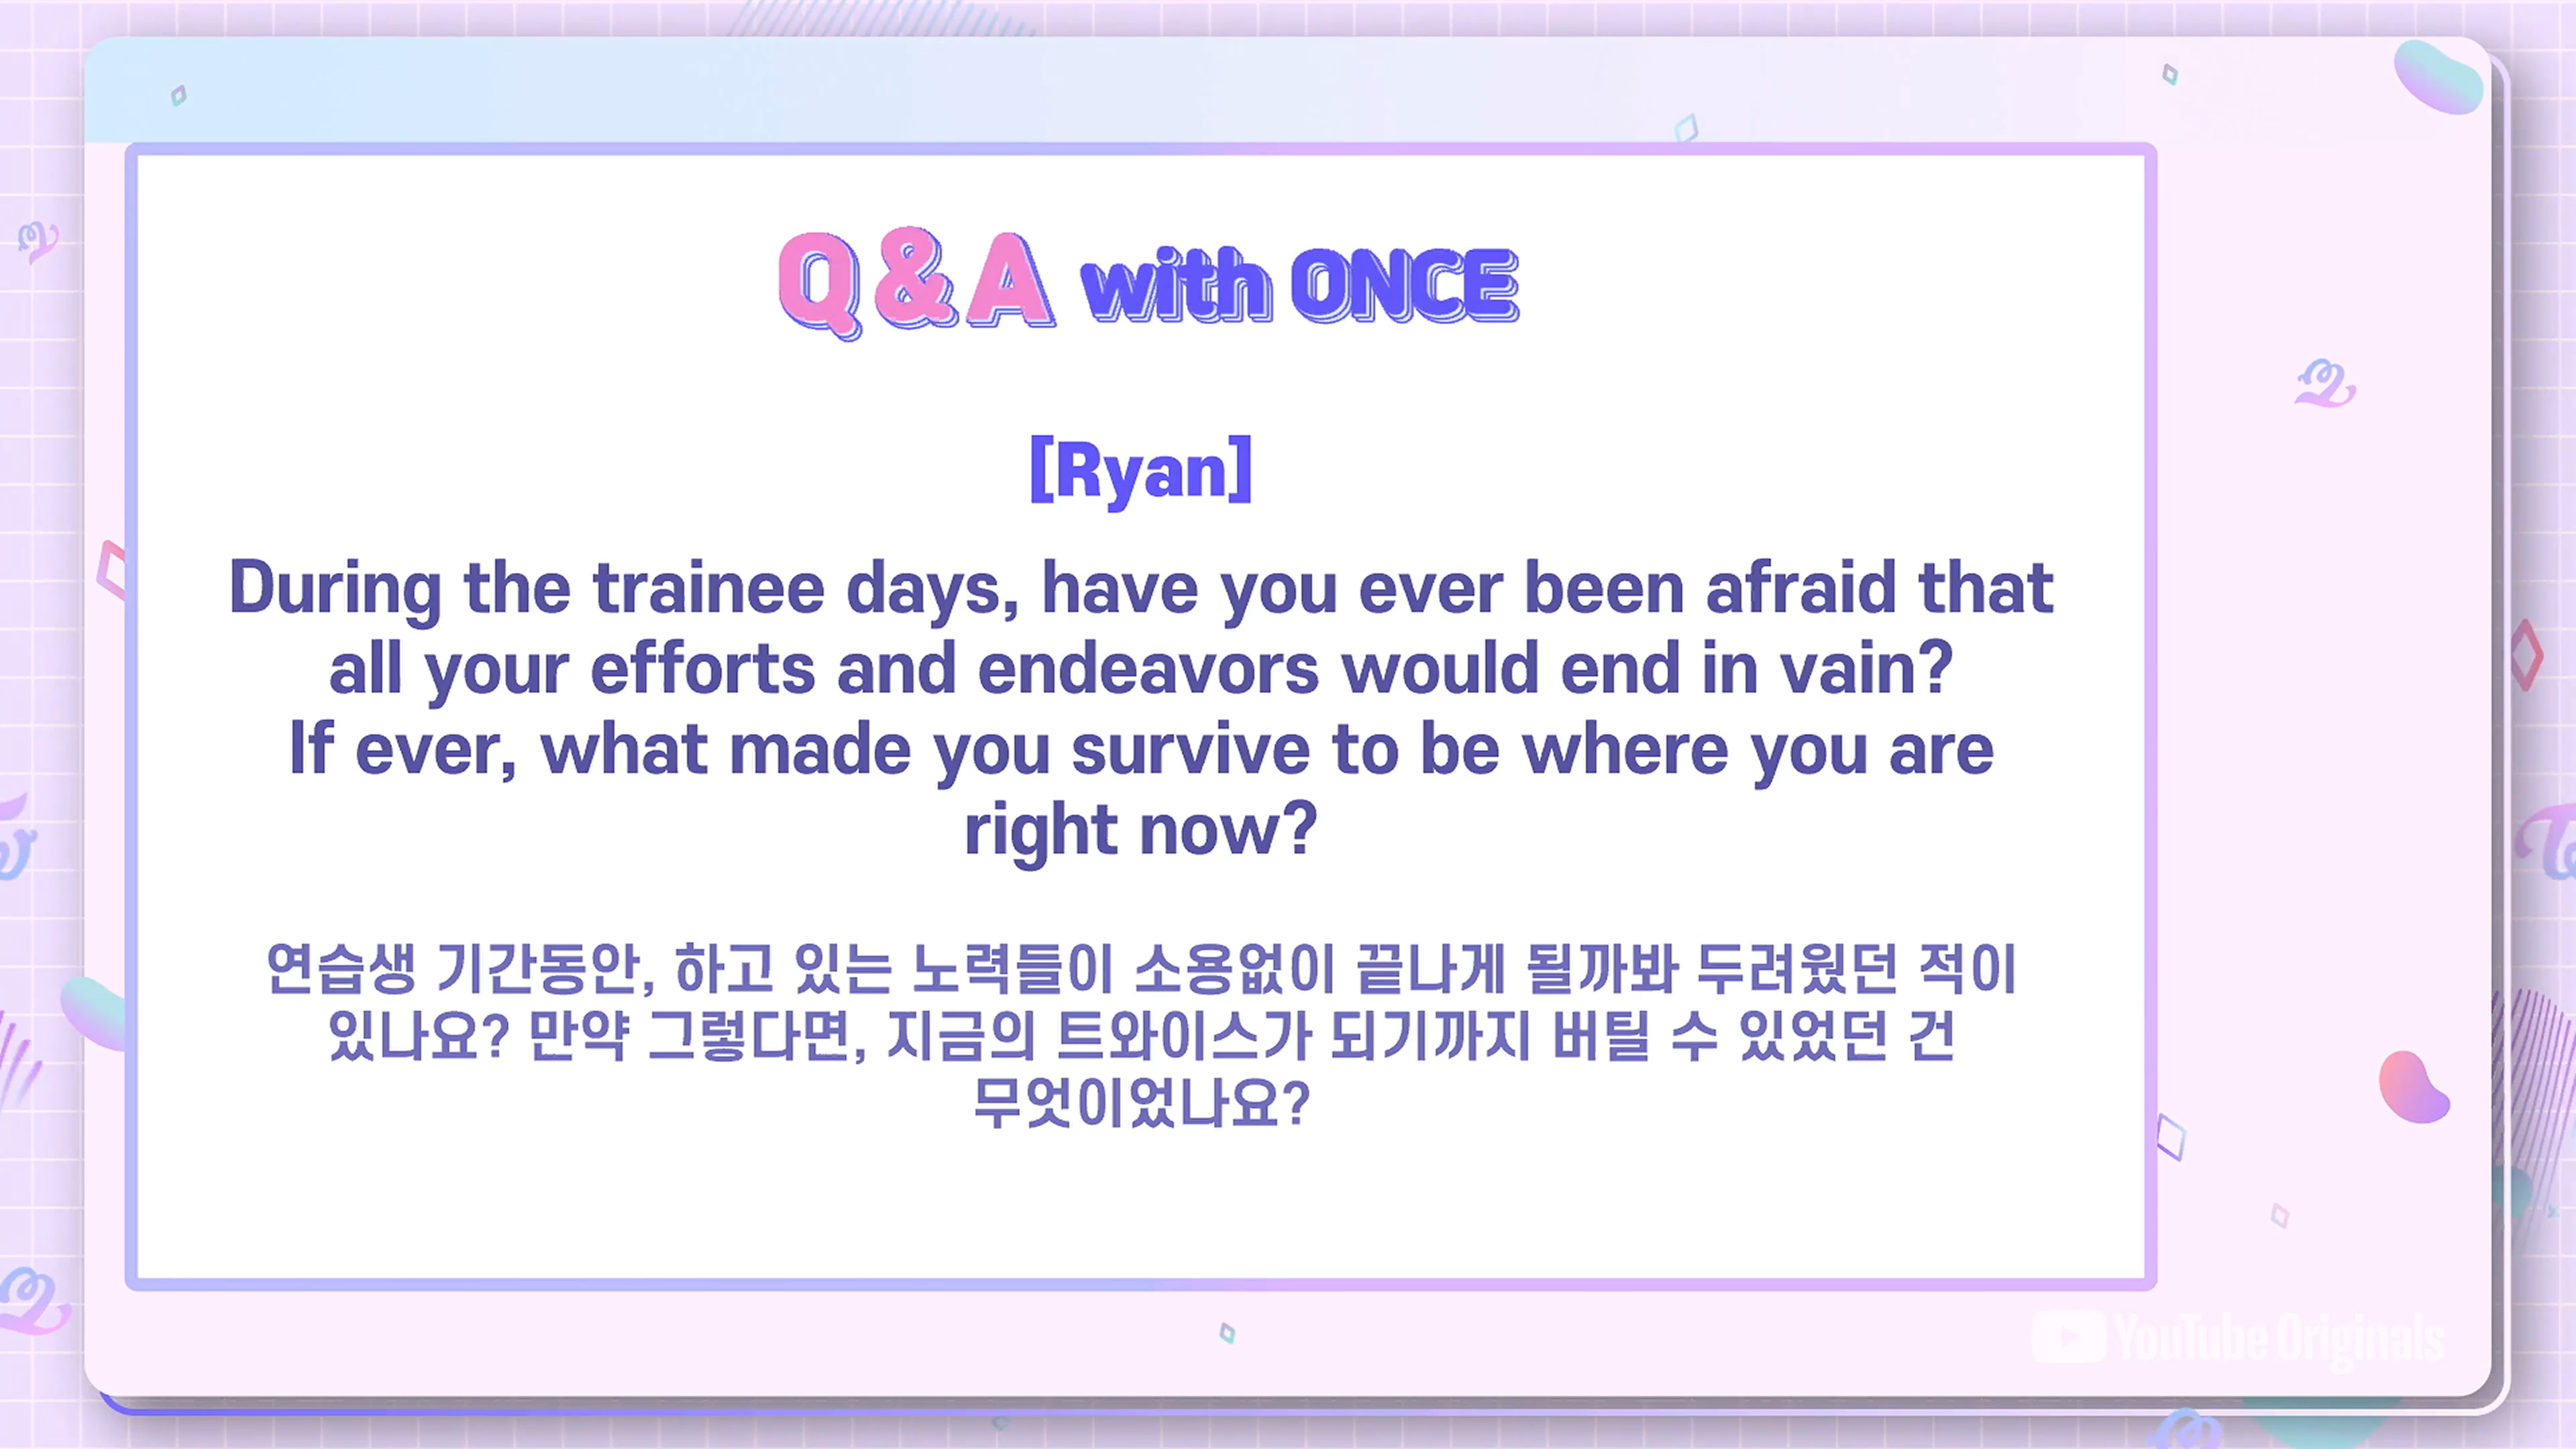 Q & A with ONCE
[Ryan]
During the trainee days, have you ever been afraid that
all your efforts and endeavors would end in vain?
If ever, what made you survive to be where you are
right now?
연습생 기간동안, 하고 있는 노력들이 소용없이 끝나게 될까봐 두려웠던 적이
있나요? 만약 그렇다면, 지금의 트와이스가 되기까지 버틸 수 있었던 건
무엇이었나요?
YouTube Originals